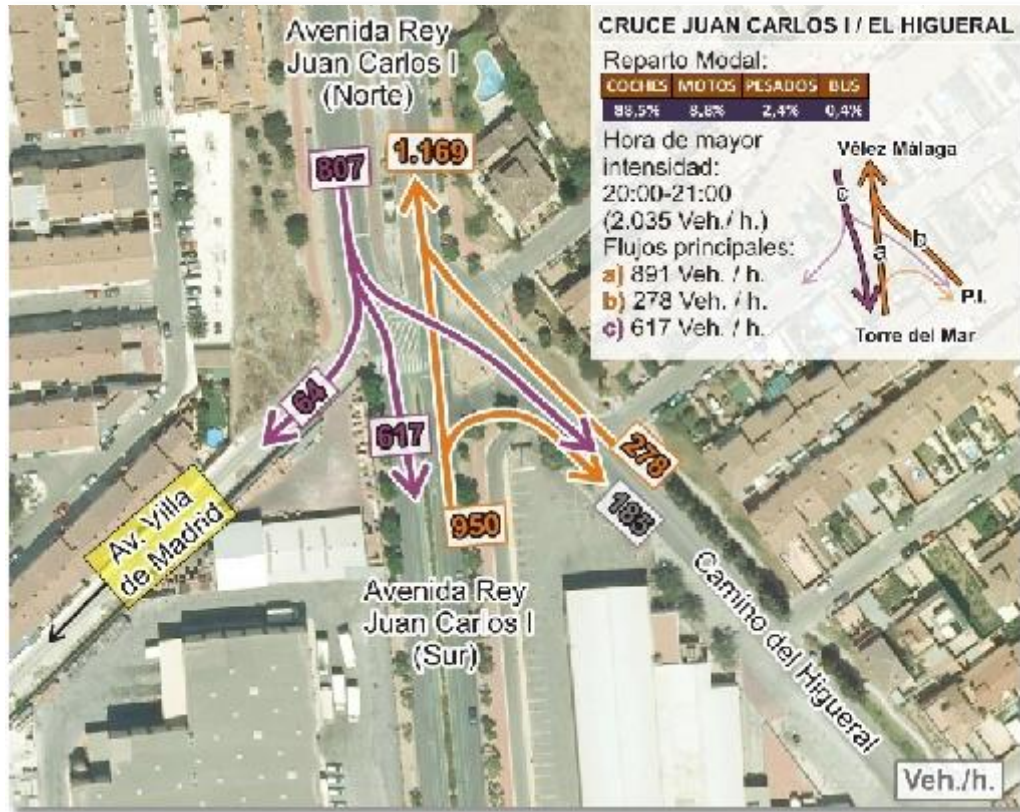 CRUCE JUAN CARLOS I / EL HIGUERAL
Reparto Modal:
COCHES MOTOS PESADOS BUS
88,5% 8,8% 2,4% 0,4%
Hora de mayor
intensidad:
20:00-21:00
(2.035 Veh./ h.)
Flujos principales:
a) 891 Veh. / h.
b) 278 Veh. / h.
c) 617 Veh. / h.
Vélez Málaga
c
b
a
P.I.
Torre del Mar
Avenida Rey
Juan Carlos I
(Norte)
807
1.169
64
617
278
185
950
Av. Villa
de Madrid
Avenida Rey
Juan Carlos I
(Sur)
Camino del Higueral
Veh./h.